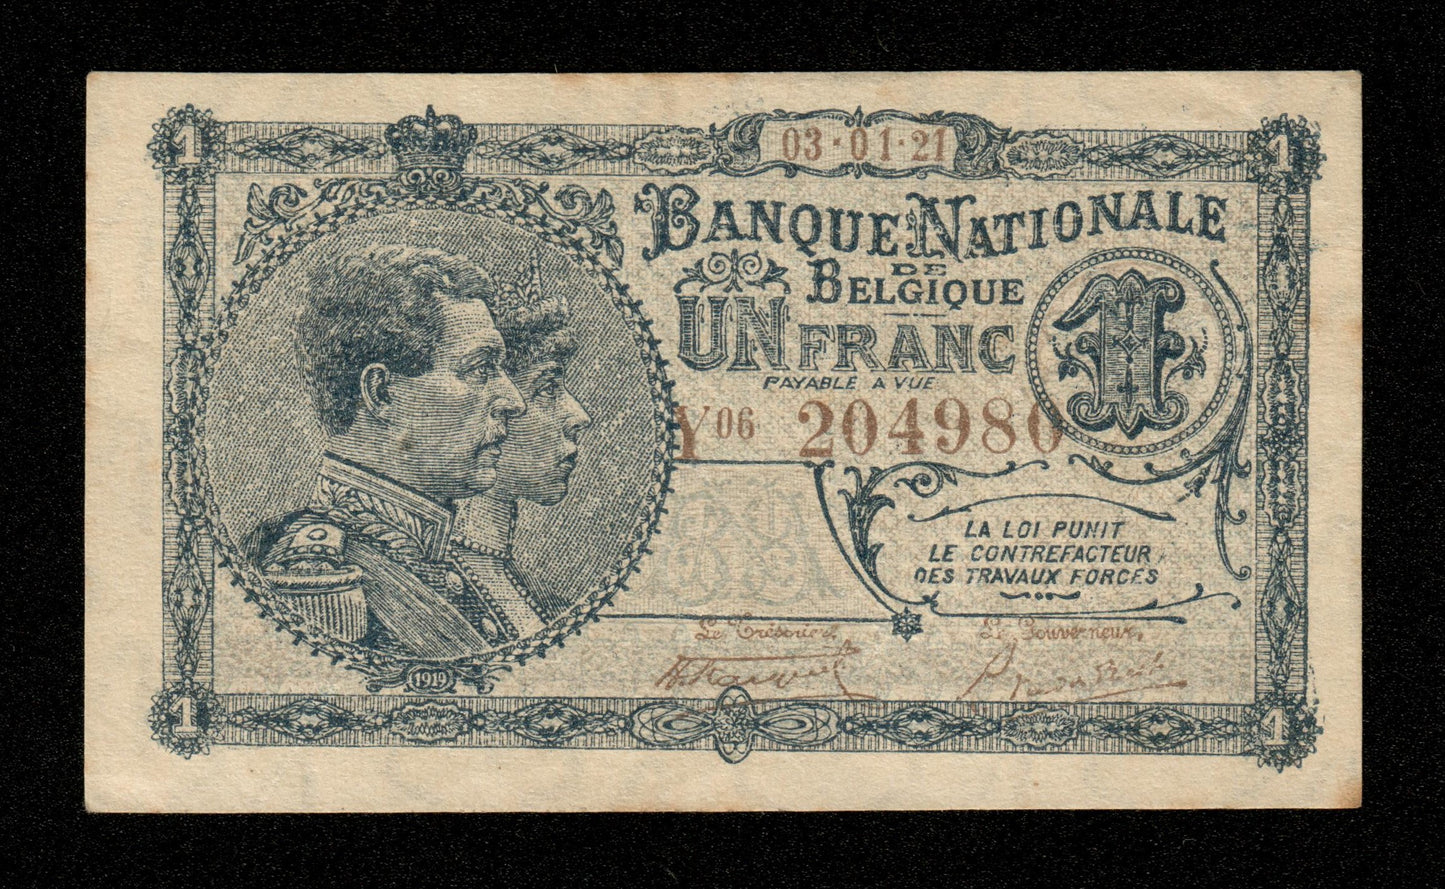 1
03·01·21
1
BANQUE NATIONALE
DE
BELGIQUE
UN FRANC
1
PAYABLE A VUE
Y06 204980
LA LOI PUNIT
LE CONTREFACTEUR
DES TRAVAUX FORCÉS
Le Trésorier.
Le Gouverneur,
1919
1
1